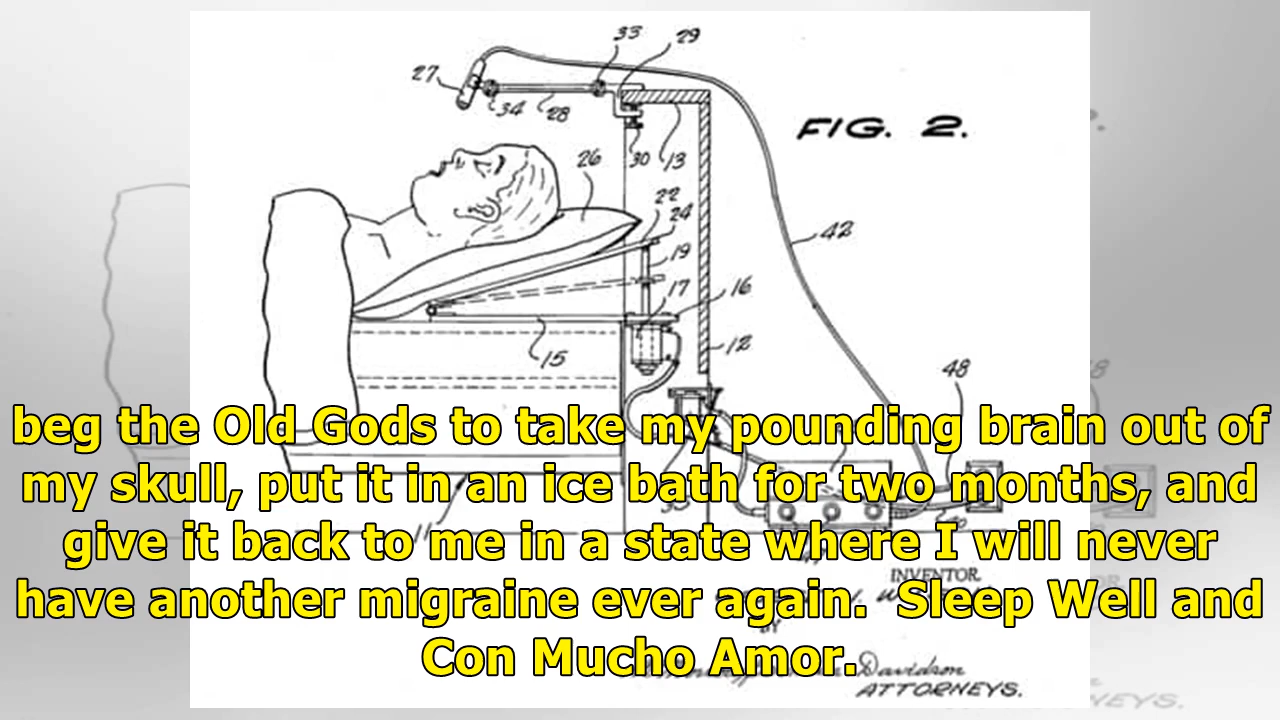 33
29
27
34
28
FIG. 2.
30
13
26
22
24
42
19
17
16
15
12
48
beg the Old Gods to take my pounding brain out of
my skull, put it in an ice bath for two months, and
give it back to me in a state where I will never
11
INVENTOR
have another migraine ever again. Sleep Well and
BY
Con Mucho Amor.
Davidson
ATTORNEYS.